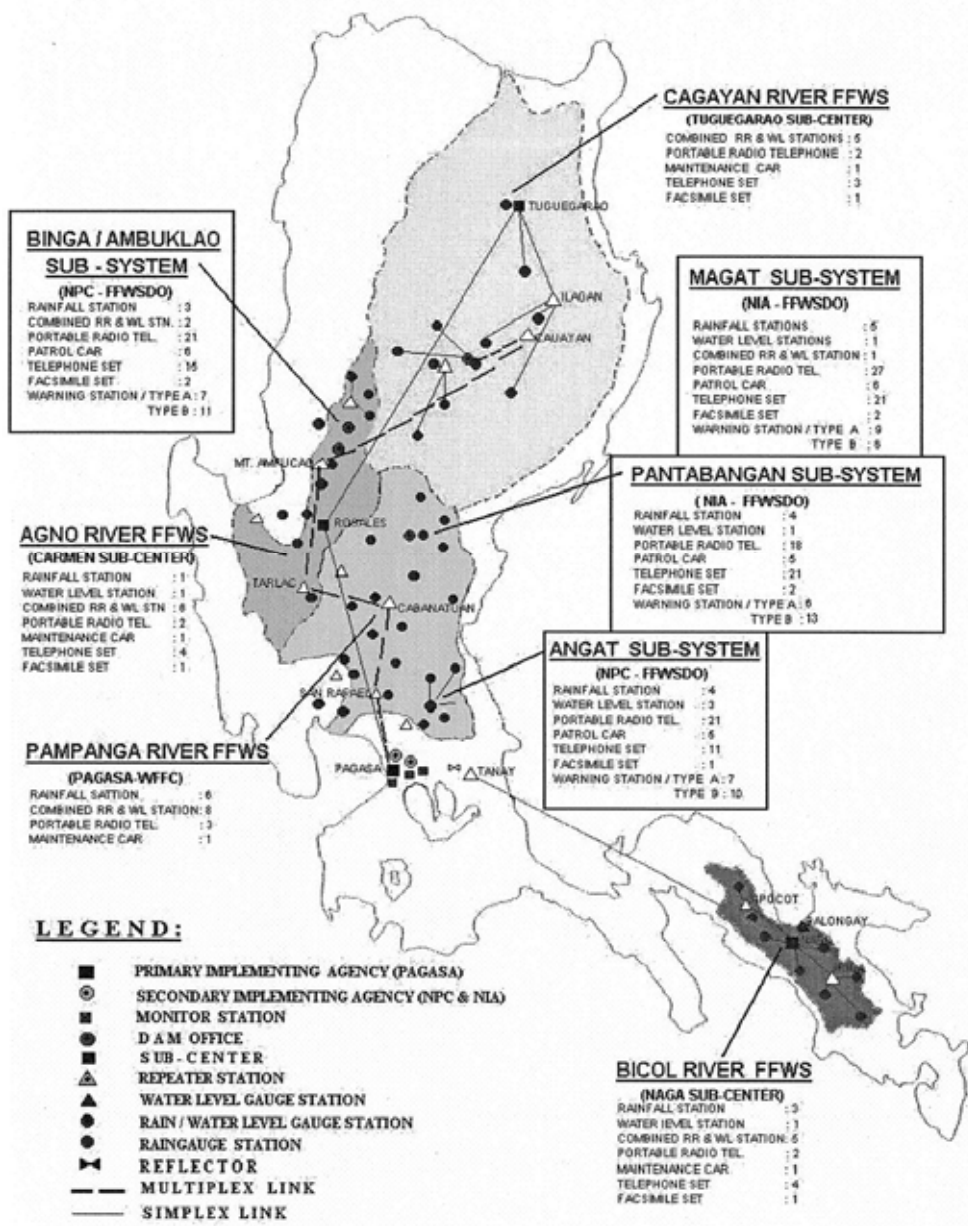 CAGAYAN RIVER FFWS
(TUGUEGARAO SUB-CENTER)
COMBINED RR & WL STATIONS : 5
PORTABLE RADIO TELEPHONE : 2
MAINTENANCE CAR : 1
TELEPHONE SET : 3
FACSIMILE SET : 1
TUGUEGARAO
BINGA / AMBUKLAO
SUB - SYSTEM
(NPC - FFWSDO)
RAINFALL STATION : 3
COMBINED RR & WL STN. : 2
PORTABLE RADIO TEL. : 21
PATROL CAR : 6
TELEPHONE SET : 15
FACSIMILE SET : 2
WARNING STATION / TYPE A : 7
TYPE B : 11
MAGAT SUB-SYSTEM
(NIA - FFWSDO)
RAINFALL STATIONS : 5
WATER LEVEL STATIONS : 1
COMBINED RR & WL STATION : 1
PORTABLE RADIO TEL. : 27
PATROL CAR : 6
TELEPHONE SET : 21
FACSIMILE SET : 2
WARNING STATION / TYPE A : 9
TYPE B : 6
ILAGAN
CAUAYAN
MT. AMPUCAO
PANTABANGAN SUB-SYSTEM
(NIA - FFWSDO)
RAINFALL STATION : 4
WATER LEVEL STATION : 1
PORTABLE RADIO TEL. : 18
PATROL CAR : 5
TELEPHONE SET : 21
FACSIMILE SET : 2
WARNING STATION / TYPE A : 6
TYPE B : 13
ROSALES
AGNO RIVER FFWS
(CARMEN SUB-CENTER)
RAINFALL STATION : 1
WATER LEVEL STATION : 1
COMBINED RR & WL STN : 6
PORTABLE RADIO TEL. : 2
MAINTENANCE CAR : 1
TELEPHONE SET : 4
FACSIMILE SET : 1
TARLAC
CABANATUAN
ANGAT SUB-SYSTEM
(NPC - FFWSDO)
RAINFALL STATION : 4
WATER LEVEL STATION : 3
PORTABLE RADIO TEL. : 21
PATROL CAR : 5
TELEPHONE SET : 11
FACSIMILE SET : 1
WARNING STATION / TYPE A : 7
TYPE B : 10
SAN RAFAEL
PAMPANGA RIVER FFWS
(PAGASA-WFFC)
RAINFALL SATTION : 6
COMBINED RR & WL STATION : 8
PORTABLE RADIO TEL. : 3
MAINTENANCE CAR : 1
PAGASA
TANAY
LEGEND:
PRIMARY IMPLEMENTING AGENCY (PAGASA)
SECONDARY IMPLEMENTING AGENCY (NPC & NIA)
MONITOR STATION
DAM OFFICE
SUB-CENTER
REPEATER STATION
WATER LEVEL GAUGE STATION
RAIN / WATER LEVEL GAUGE STATION
RAINGAUGE STATION
REFLECTOR
MULTIPLEX LINK
SIMPLEX LINK
BALONGAY
BICOL RIVER FFWS
(NAGA SUB-CENTER)
RAINFALL STATION : 3
WATER LEVEL STATION : 1
COMBINED RR & WL STATION : 5
PORTABLE RADIO TEL. : 2
MAINTENANCE CAR : 1
TELEPHONE SET : 4
FACSIMILE SET : 1